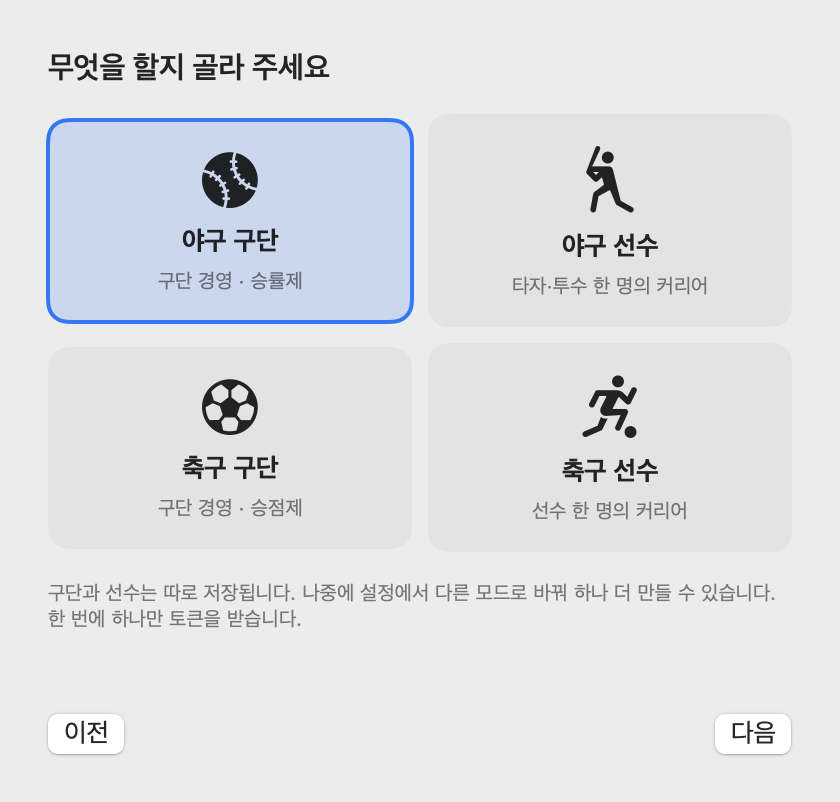 무엇을 할지 골라 주세요
야구 구단
구단 경영 · 승률제
야구 선수
타자·투수 한 명의 커리어
축구 구단
구단 경영 · 승점제
축구 선수
선수 한 명의 커리어
구단과 선수는 따로 저장됩니다. 나중에 설정에서 다른 모드로 바꿔 하나 더 만들 수 있습니다.
한 번에 하나만 토큰을 받습니다.
이전
다음